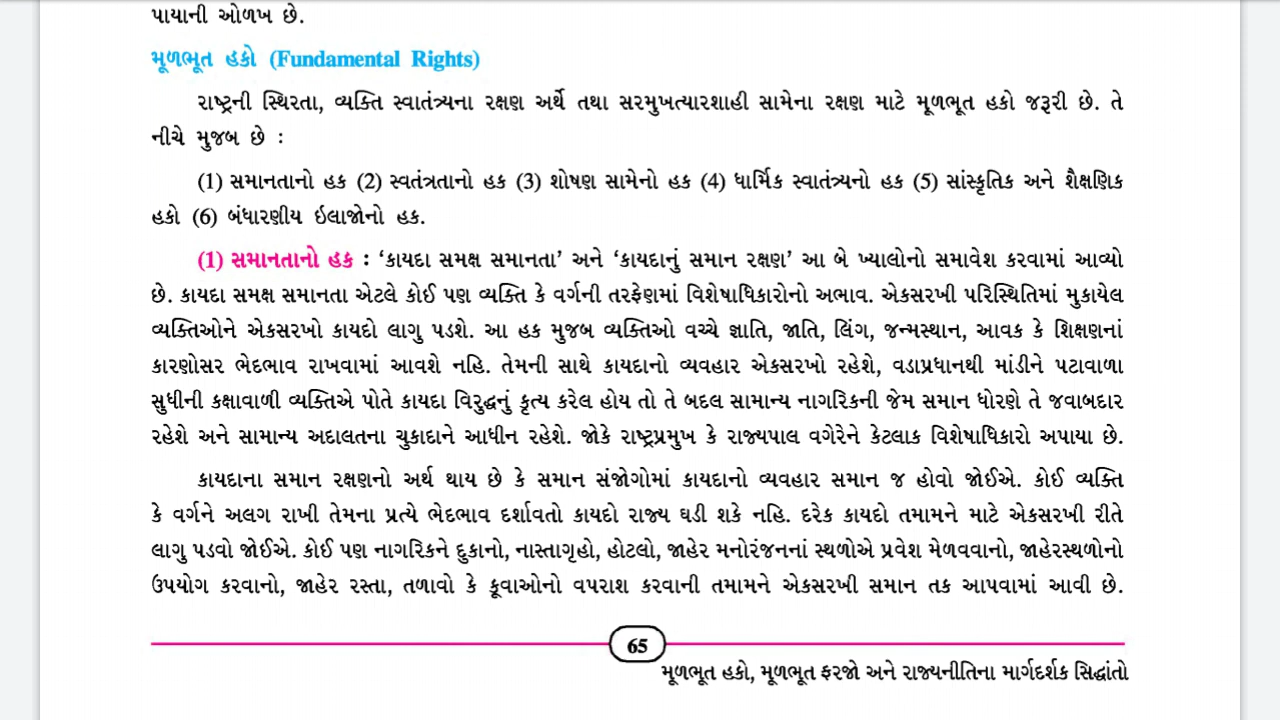 પાયાની ઓળખ છે.
મૂળભૂત હકો (Fundamental Rights)
રાષ્ટ્રની સ્થિરતા, વ્યક્તિ સ્વાતંત્ર્યના રક્ષણ અર્થે તથા સરમુખત્યારશાહી સામેના રક્ષણ માટે મૂળભૂત હકો જરૂરી છે. તે
નીચે મુજબ છે :
(1) સમાનતાનો હક (2) સ્વતંત્રતાનો હક (3) શોષણ સામેનો હક (4) ધાર્મિક સ્વાતંત્ર્યનો હક (5) સાંસ્કૃતિક અને શૈક્ષણિક
હકો (6) બંધારણીય ઇલાજોનો હક.
(1) સમાનતાનો હક : ‘કાયદા સમક્ષ સમાનતા’ અને ‘કાયદાનું સમાન રક્ષણ’ આ બે ખ્યાલોનો સમાવેશ કરવામાં આવ્યો
છે. કાયદા સમક્ષ સમાનતા એટલે કોઈ પણ વ્યક્તિ કે વર્ગની તરફેણમાં વિશેષાધિકારોનો અભાવ. એકસરખી પરિસ્થિતિમાં મુકાયેલ
વ્યક્તિઓને એકસરખો કાયદો લાગુ પડશે. આ હક મુજબ વ્યક્તિઓ વચ્ચે જ્ઞાતિ, જાતિ, લિંગ, જન્મસ્થાન, આવક કે શિક્ષણનાં
કારણોસર ભેદભાવ રાખવામાં આવશે નહિ. તેમની સાથે કાયદાનો વ્યવહાર એકસરખો રહેશે, વડાપ્રધાનથી માંડીને પટાવાળા
સુધીની કક્ષાવાળી વ્યક્તિએ પોતે કાયદા વિરુદ્ધનું કૃત્ય કરેલ હોય તો તે બદલ સામાન્ય નાગરિકની જેમ સમાન ધોરણે તે જવાબદાર
રહેશે અને સામાન્ય અદાલતના ચુકાદાને આધીન રહેશે. જોકે રાષ્ટ્રપ્રમુખ કે રાજ્યપાલ વગેરેને કેટલાક વિશેષાધિકારો અપાયા છે.
કાયદાના સમાન રક્ષણનો અર્થ થાય છે કે સમાન સંજોગોમાં કાયદાનો વ્યવહાર સમાન જ હોવો જોઈએ. કોઈ વ્યક્તિ
કે વર્ગને અલગ રાખી તેમના પ્રત્યે ભેદભાવ દર્શાવતો કાયદો રાજ્ય ઘડી શકે નહિ. દરેક કાયદો તમામને માટે એકસરખી રીતે
લાગુ પડવો જોઈએ. કોઈ પણ નાગરિકને દુકાનો, નાસ્તાગૃહો, હોટલો, જાહેર મનોરંજનનાં સ્થળોએ પ્રવેશ મેળવવાનો, જાહેરસ્થળોનો
ઉપયોગ કરવાનો, જાહેર રસ્તા, તળાવો કે કૂવાઓનો વપરાશ કરવાની તમામને એકસરખી સમાન તક આપવામાં આવી છે.
65
મૂળભૂત હકો, મૂળભૂત ફરજો અને રાજ્યનીતિના માર્ગદર્શક સિદ્ધાંતો